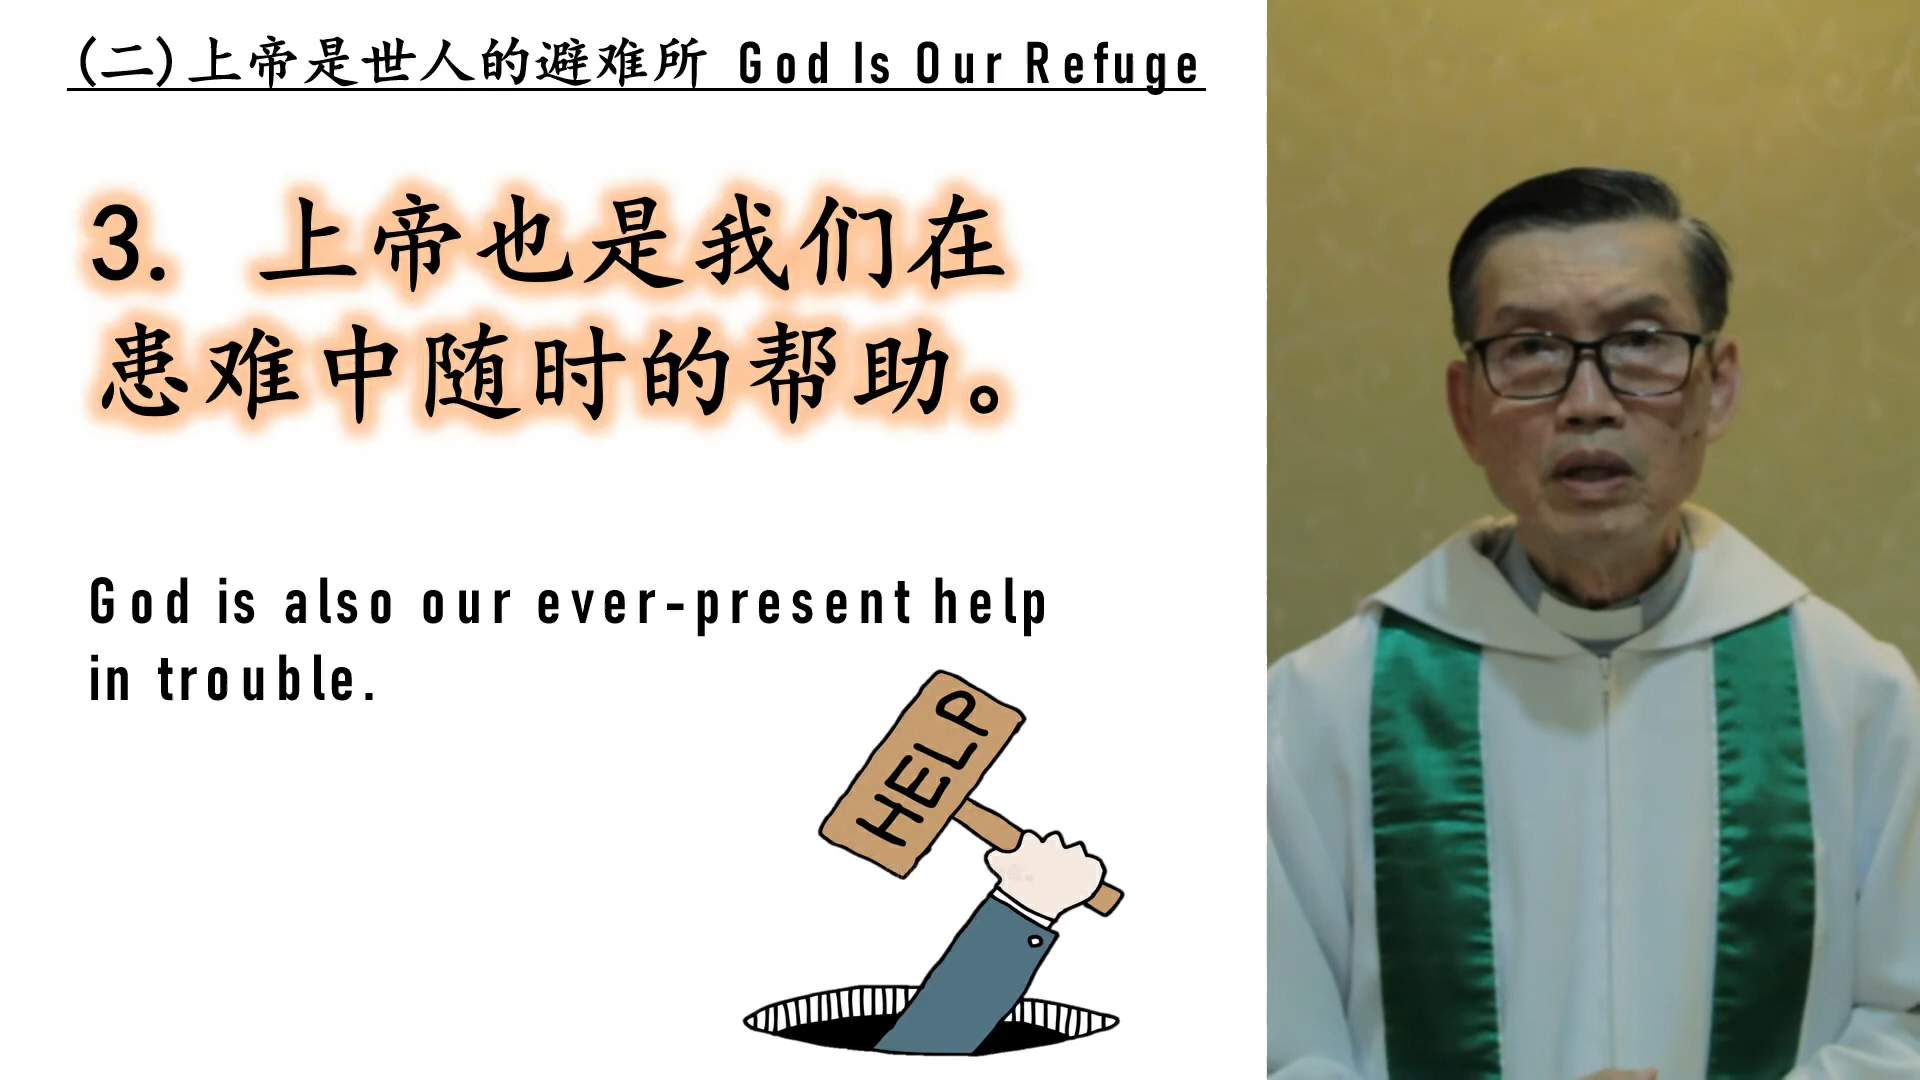 (二)上帝是世人的避难所 God Is Our Refuge
3. 上帝也是我们在
患难中随时的帮助。
God is also our ever-present help
in trouble.
HELP